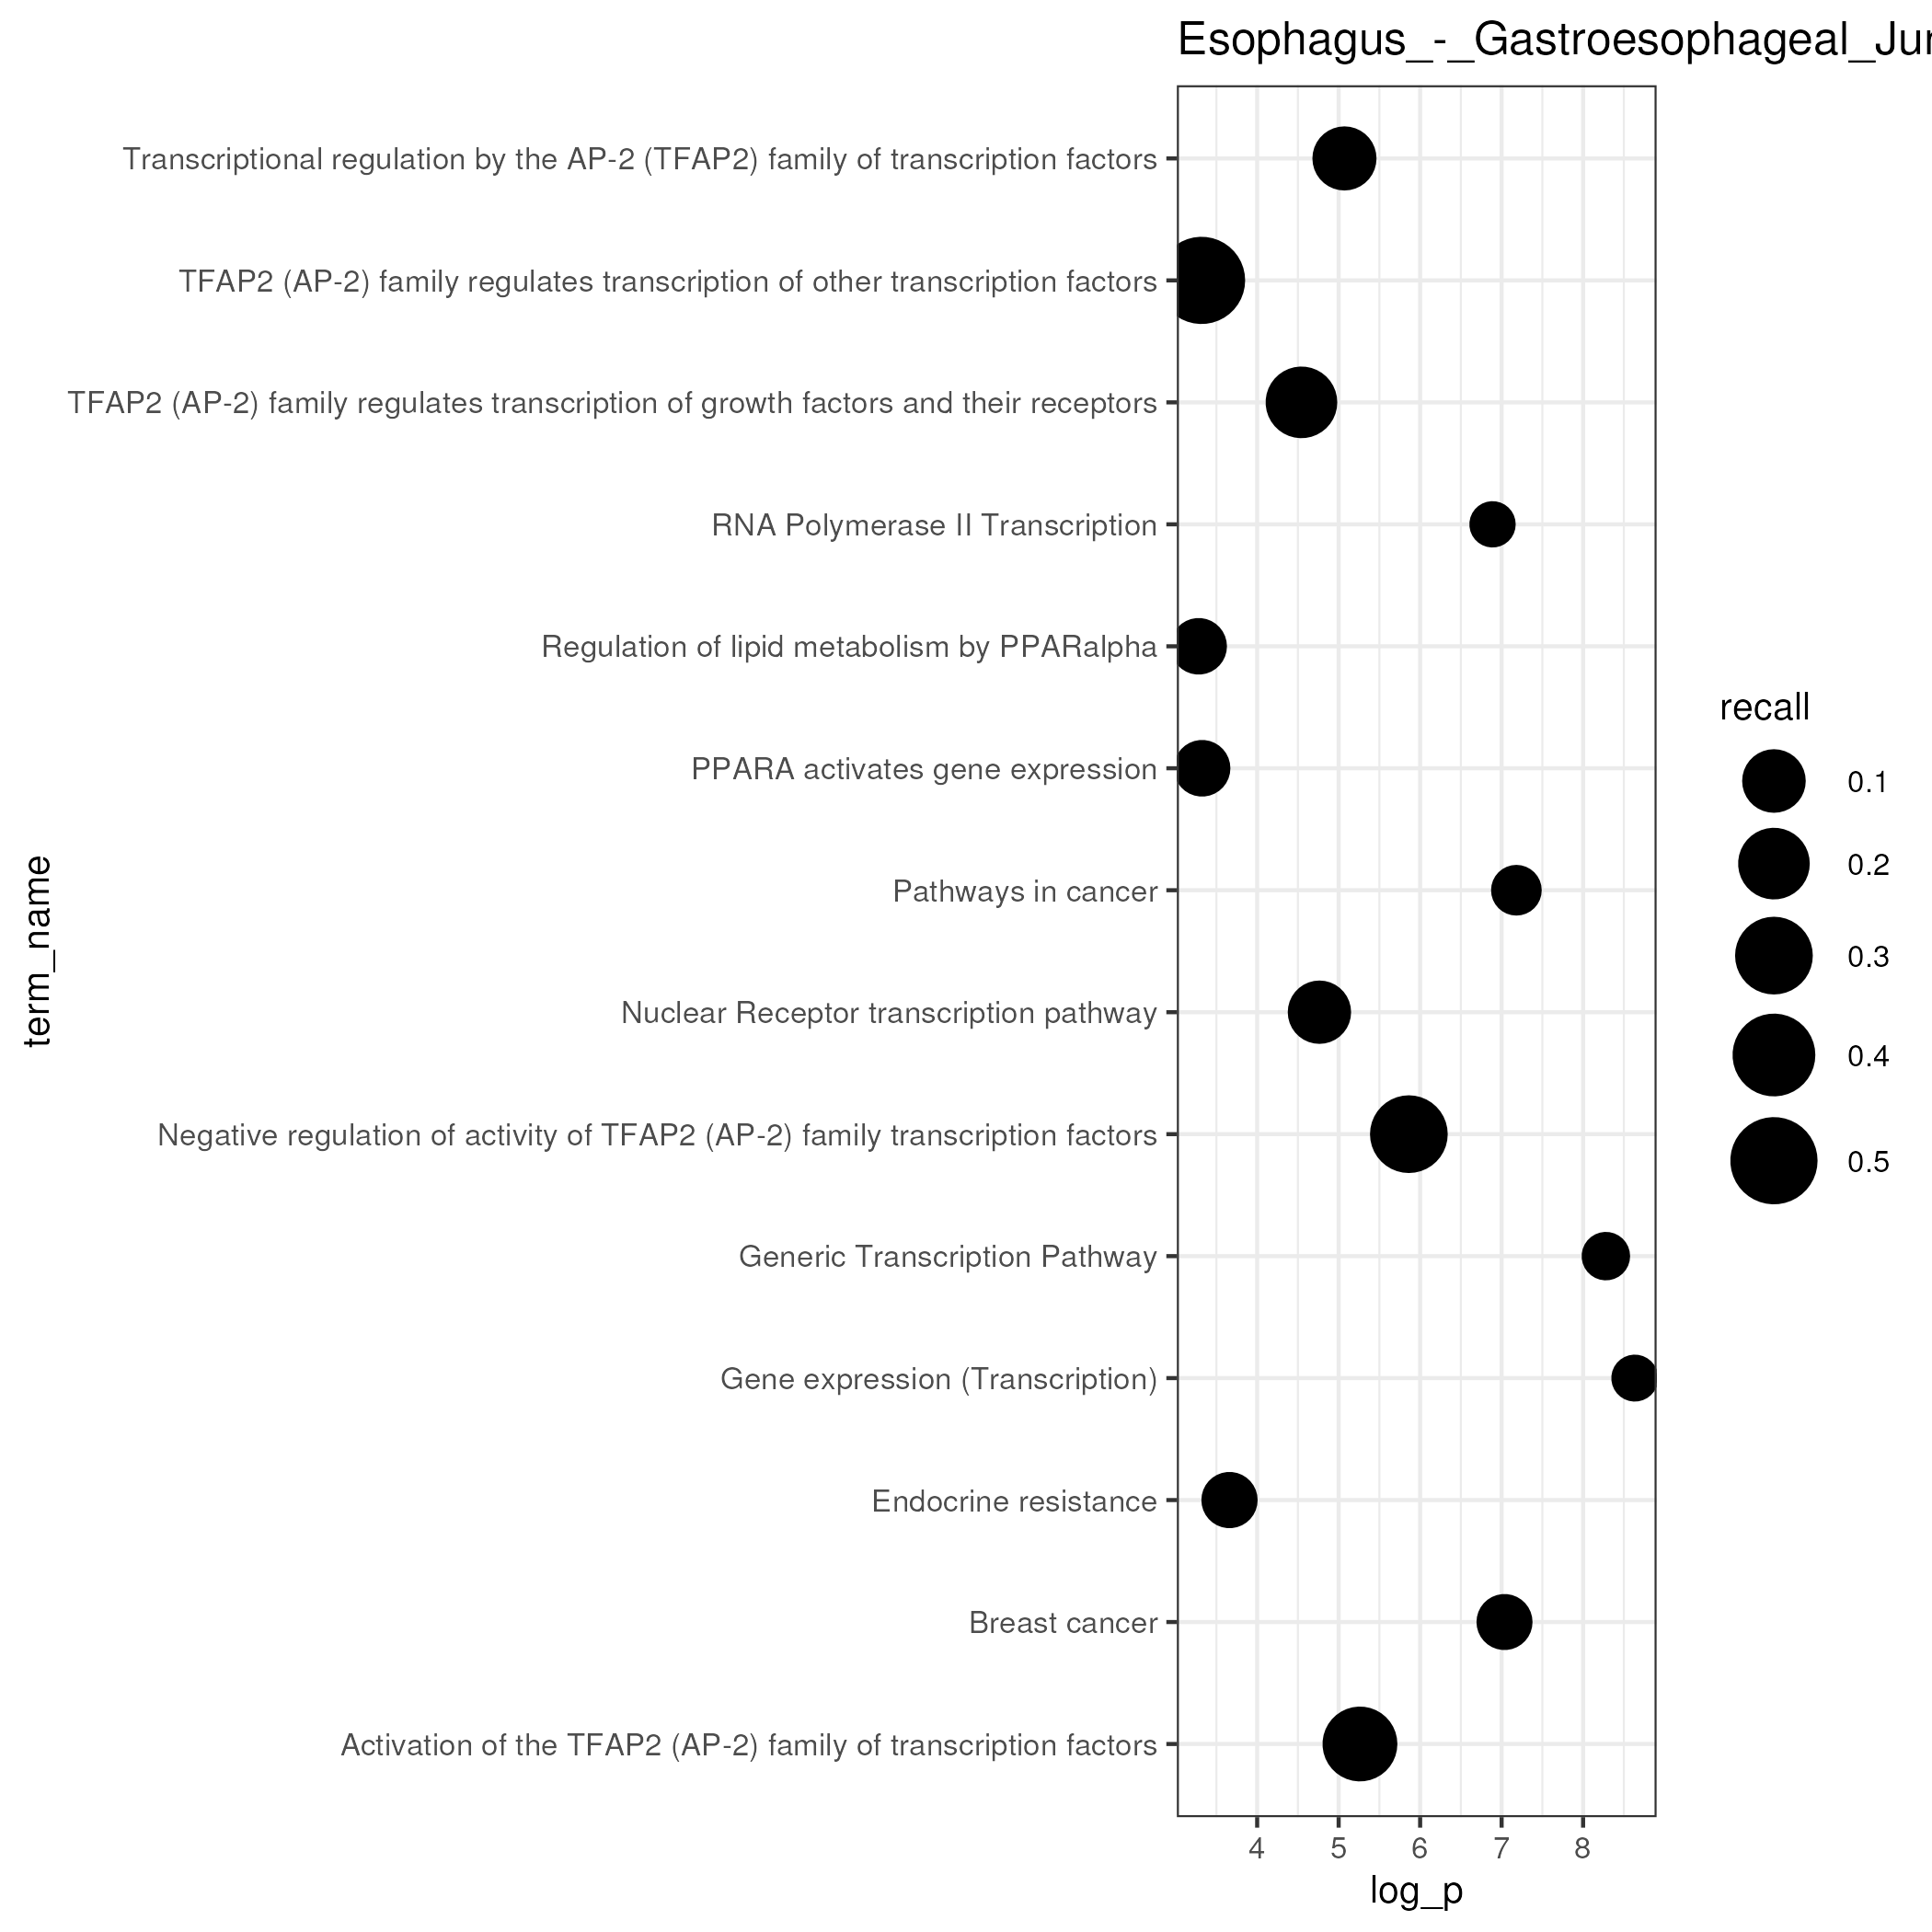 Esophagus_-_Gastroesophageal_Jun
Transcriptional regulation by the AP-2 (TFAP2) family of transcription factors
TFAP2 (AP-2) family regulates transcription of other transcription factors
TFAP2 (AP-2) family regulates transcription of growth factors and their receptors
RNA Polymerase II Transcription
Regulation of lipid metabolism by PPARalpha
PPARA activates gene expression
Pathways in cancer
Nuclear Receptor transcription pathway
Negative regulation of activity of TFAP2 (AP-2) family transcription factors
Generic Transcription Pathway
Gene expression (Transcription)
Endocrine resistance
Breast cancer
Activation of the TFAP2 (AP-2) family of transcription factors
term_name
4 5 6 7 8
log_p
recall
0.1
0.2
0.3
0.4
0.5